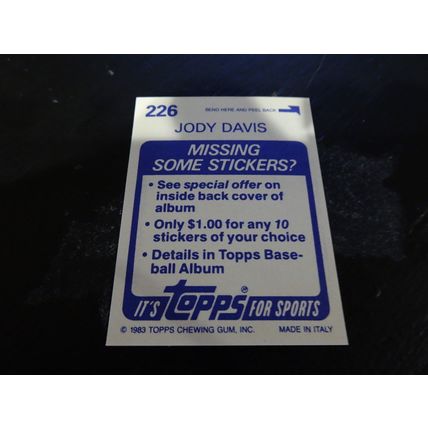 226 BEND HERE AND PEEL BACK
JODY DAVIS
MISSING
SOME STICKERS?
• See special offer on
inside back cover of
album
• Only $1.00 for any 10
stickers of your choice
• Details in Topps Base-
ball Album
IT'S topps® FOR SPORTS
© 1983 TOPPS CHEWING GUM, INC. MADE IN ITALY